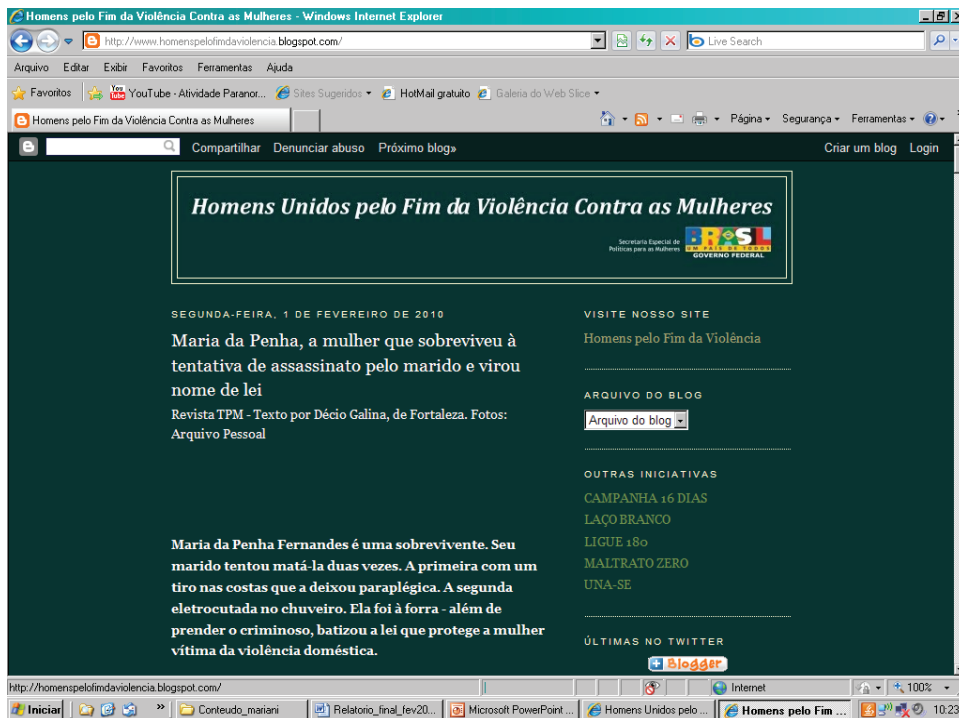 Homens pelo Fim da Violência Contra as Mulheres - Windows Internet Explorer
http://www.homenspelofimdaviolencia.blogspot.com/
Live Search
Arquivo Editar Exibir Favoritos Ferramentas Ajuda
Favoritos YouTube - Atividade Paranor... Sites Sugeridos HotMail gratuito Galeria do Web Slice
Homens pelo Fim da Violência Contra as Mulheres
Página Segurança Ferramentas
Compartilhar Denunciar abuso Próximo blog» Criar um blog Login
Homens Unidos pelo Fim da Violência Contra as Mulheres
Secretaria Especial de
Políticas para as Mulheres
BRASIL
UM PAÍS DE TODOS
GOVERNO FEDERAL
SEGUNDA-FEIRA, 1 DE FEVEREIRO DE 2010
Maria da Penha, a mulher que sobreviveu à
tentativa de assassinato pelo marido e virou
nome de lei
Revista TPM - Texto por Décio Galina, de Fortaleza. Fotos:
Arquivo Pessoal
Maria da Penha Fernandes é uma sobrevivente. Seu
marido tentou matá-la duas vezes. A primeira com um
tiro nas costas que a deixou paraplégica. A segunda
eletrocutada no chuveiro. Ela foi à forra - além de
prender o criminoso, batizou a lei que protege a mulher
vítima da violência doméstica.
VISITE NOSSO SITE
Homens pelo Fim da Violência
ARQUIVO DO BLOG
Arquivo do blog
OUTRAS INICIATIVAS
CAMPANHA 16 DIAS
LAÇO BRANCO
LIGUE 180
MALTRATO ZERO
UNA-SE
ÚLTIMAS NO TWITTER
Blogger
http://homenspelofimdaviolencia.blogspot.com/
Internet
100%
Iniciar
Conteudo_mariani
Relatorio_final_fev20...
Microsoft PowerPoint ...
Homens Unidos pelo ...
Homens pelo Fim ...
10:23